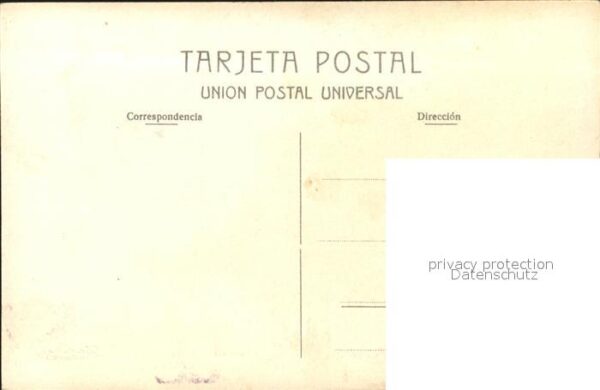 TARJETA POSTAL
UNION POSTAL UNIVERSAL
Correspondencia
Dirección
privacy protection
Datenschutz